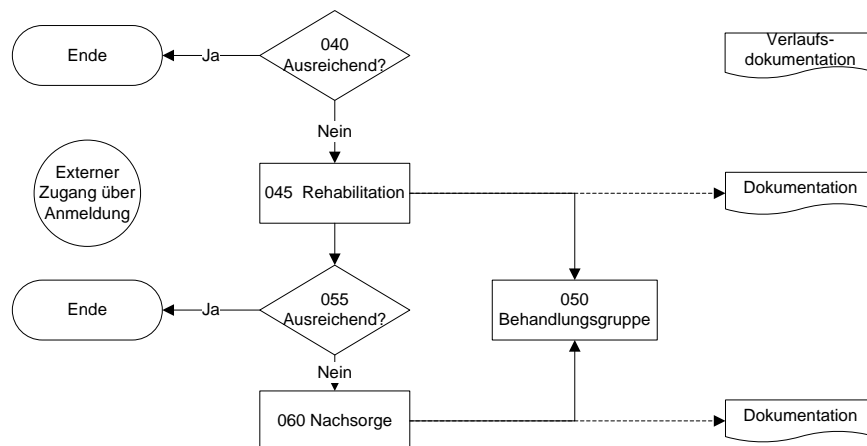 Ende
Ja
040
Ausreichend?
Verlaufs-
dokumentation
Nein
Externer
Zugang über
Anmeldung
045 Rehabilitation
Dokumentation
Ende
Ja
055
Ausreichend?
050
Behandlungsgruppe
Nein
060 Nachsorge
Dokumentation